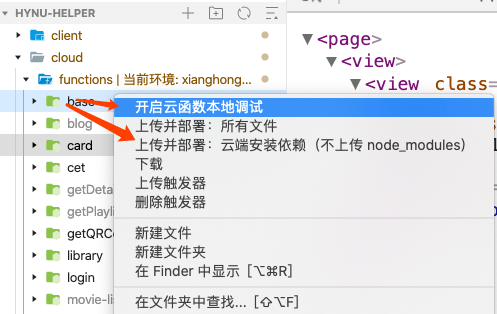 HYNU-HELPER
client
cloud
functions | 当前环境: xianghong...
base
blog
card
cet
getDeta
getPlayli
getQRCo
library
login
movie-lis
开启云函数本地调试
上传并部署：所有文件
上传并部署：云端安装依赖（不上传 node_modules）
下载
上传触发器
删除触发器
新建文件
新建文件夹
在 Finder 中显示［⌥⌘R］
在文件夹中查找...［⇧⌥F］
<page>
<view>
<view class=